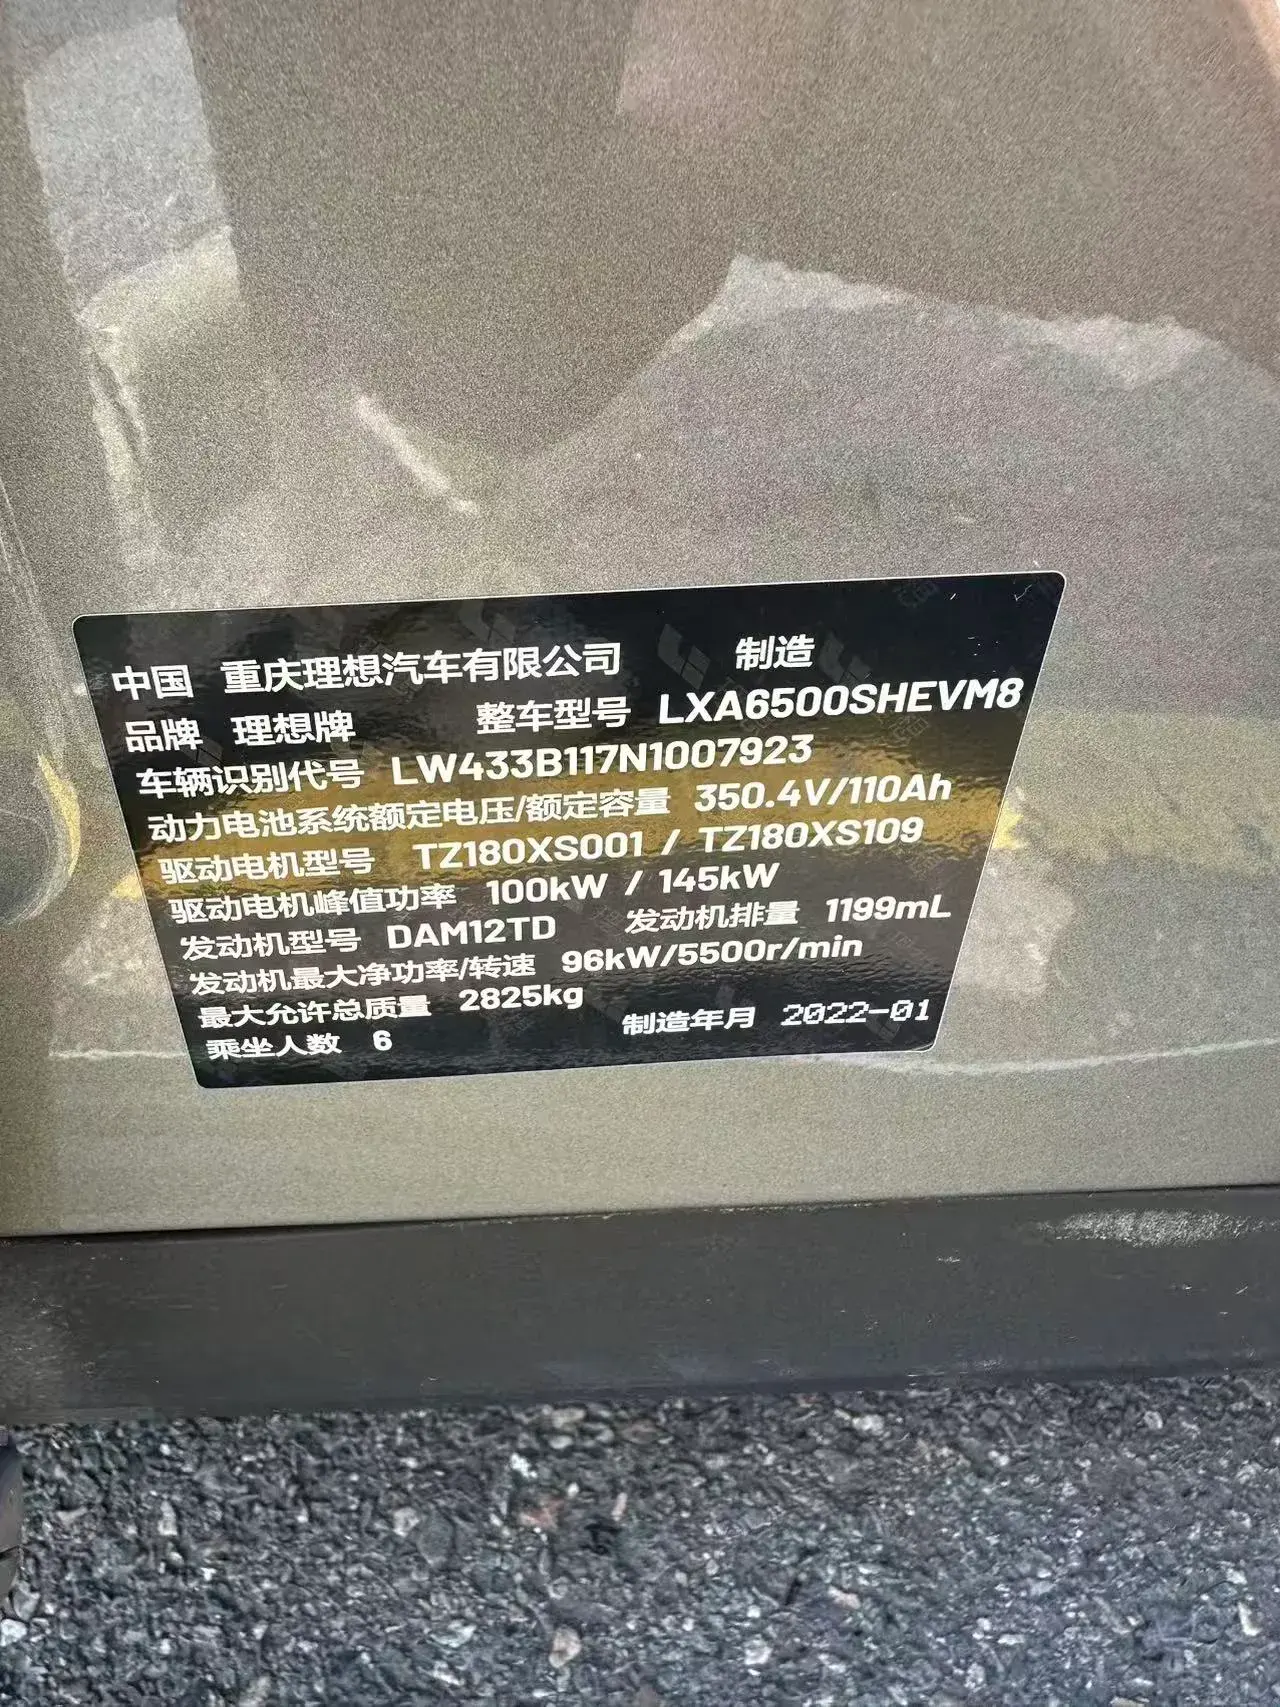 中国 重庆理想汽车有限公司 制造
品牌 理想牌 整车型号 LXA6500SHEVM8
车辆识别代号 LW433B117N1007923
动力电池系统额定电压/额定容量 350.4V/110Ah
驱动电机型号 TZ180XS001 / TZ180XS109
驱动电机峰值功率 100kW / 145kW
发动机型号 DAM12TD 发动机排量 1199mL
发动机最大净功率/转速 96kW/5500r/min
最大允许总质量 2825kg
乘坐人数 6 制造年月 2022-01